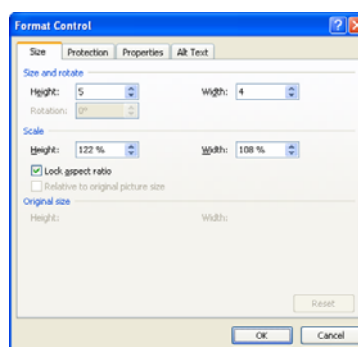 Format Control
Size Protection Properties Alt Text
Size and rotate
Height: 5 Width: 4
Rotation: 0°
Scale
Height: 122 % Width: 108 %
Lock aspect ratio
Relative to original picture size
Original size
Height: Width:
Reset
OK Cancel